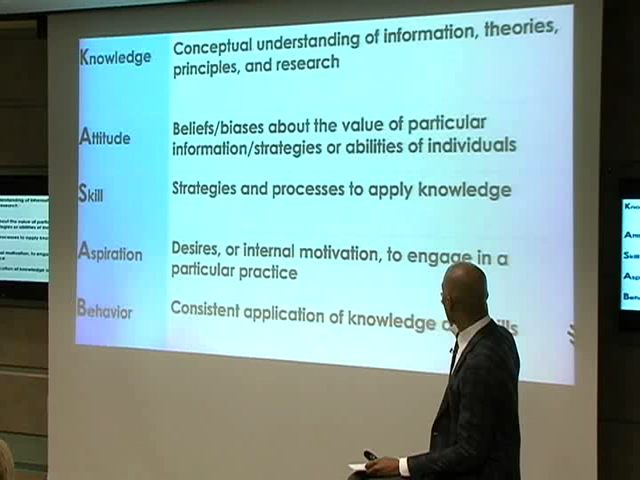 Knowledge
Conceptual understanding of information, theories,
principles, and research
Attitude
Beliefs/biases about the value of particular
information/strategies or abilities of individuals
Skill
Strategies and processes to apply knowledge
Aspiration
Desires, or internal motivation, to engage in a
particular practice
Behavior
Consistent application of knowledge